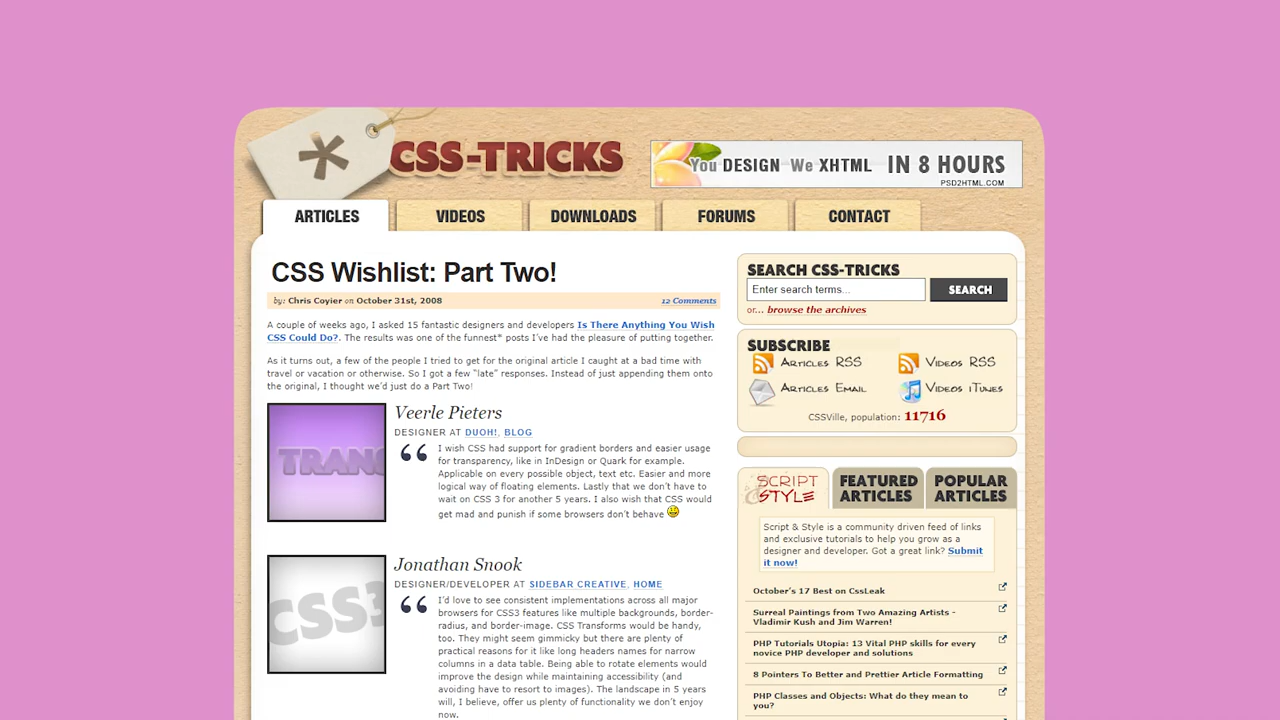 *
CSS-TRICKS
You DESIGN We XHTML IN 8 HOURS
PSD2HTML.COM
ARTICLES VIDEOS DOWNLOADS FORUMS CONTACT
CSS Wishlist: Part Two!
by: Chris Coyier on October 31st, 2008 12 Comments
A couple of weeks ago, I asked 15 fantastic designers and developers Is There Anything You Wish
CSS Could Do?. The results was one of the funnest* posts I've had the pleasure of putting together.
As it turns out, a few of the people I tried to get for the original article I caught at a bad time with
travel or vacation or otherwise. So I got a few "late" responses. Instead of just appending them onto
the original, I thought we'd just do a Part Two!
TRANS
Veerle Pieters
DESIGNER AT DUOH!, BLOG
“ I wish CSS had support for gradient borders and easier usage
for transparency, like in InDesign or Quark for example.
Applicable on every possible object, text etc. Easier and more
logical way of floating elements. Lastly that we don't have to
wait on CSS 3 for another 5 years. I also wish that CSS would
get mad and punish if some browsers don't behave
CSS3
Jonathan Snook
DESIGNER/DEVELOPER AT SIDEBAR CREATIVE, HOME
“ I'd love to see consistent implementations across all major
browsers for CSS3 features like multiple backgrounds, border-
radius, and border-image. CSS Transforms would be handy,
too. They might seem gimmicky but there are plenty of
practical reasons for it like long headers names for narrow
columns in a data table. Being able to rotate elements would
improve the design while maintaining accessibility (and
avoiding have to resort to images). The landscape in 5 years
will, I believe, offer us plenty of functionality we don't enjoy
now.
SEARCH CSS-TRICKS
Enter search terms... SEARCH
or... browse the archives
SUBSCRIBE
Articles RSS Videos RSS
Articles Email Videos iTunes
CSSVille, population: 11716
SCRIPT & STYLE
FEATURED ARTICLES
POPULAR ARTICLES
Script & Style is a community driven feed of links
and exclusive tutorials to help you grow as a
designer and developer. Got a great link? Submit
it now!
October's 17 Best on CssLeak
Surreal Paintings from Two Amazing Artists -
Vladimir Kush and Jim Warren!
PHP Tutorials Utopia: 13 Vital PHP skills for every
novice PHP developer and solutions
8 Pointers To Better and Prettier Article Formatting
PHP Classes and Objects: What do they mean to
you?